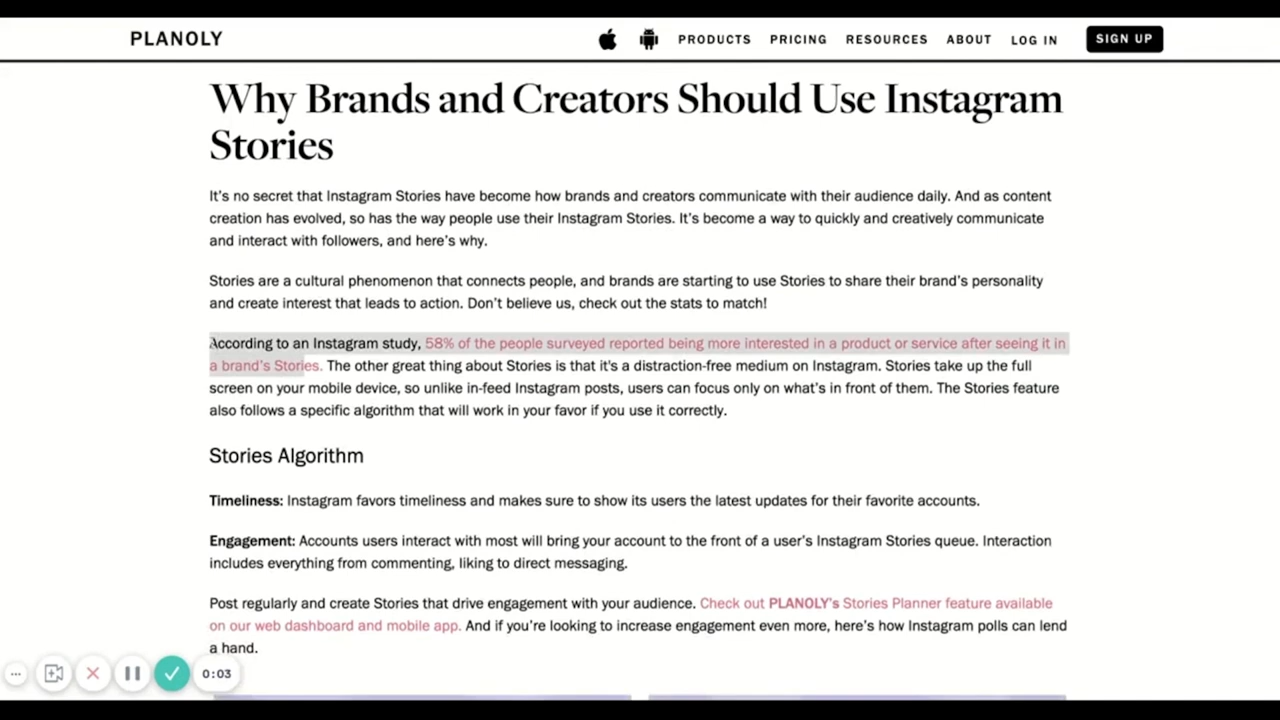 PLANOLY
PRODUCTS PRICING RESOURCES ABOUT LOG IN SIGN UP
Why Brands and Creators Should Use Instagram
Stories
It's no secret that Instagram Stories have become how brands and creators communicate with their audience daily. And as content
creation has evolved, so has the way people use their Instagram Stories. It's become a way to quickly and creatively communicate
and interact with followers, and here's why.
Stories are a cultural phenomenon that connects people, and brands are starting to use Stories to share their brand's personality
and create interest that leads to action. Don't believe us, check out the stats to match!
According to an Instagram study, 58% of the people surveyed reported being more interested in a product or service after seeing it in
a brand's Stories. The other great thing about Stories is that it's a distraction-free medium on Instagram. Stories take up the full
screen on your mobile device, so unlike in-feed Instagram posts, users can focus only on what's in front of them. The Stories feature
also follows a specific algorithm that will work in your favor if you use it correctly.
Stories Algorithm
Timeliness: Instagram favors timeliness and makes sure to show its users the latest updates for their favorite accounts.
Engagement: Accounts users interact with most will bring your account to the front of a user's Instagram Stories queue. Interaction
includes everything from commenting, liking to direct messaging.
Post regularly and create Stories that drive engagement with your audience. Check out PLANOLY's Stories Planner feature available
on our web dashboard and mobile app. And if you're looking to increase engagement even more, here's how Instagram polls can lend
a hand.
0:03